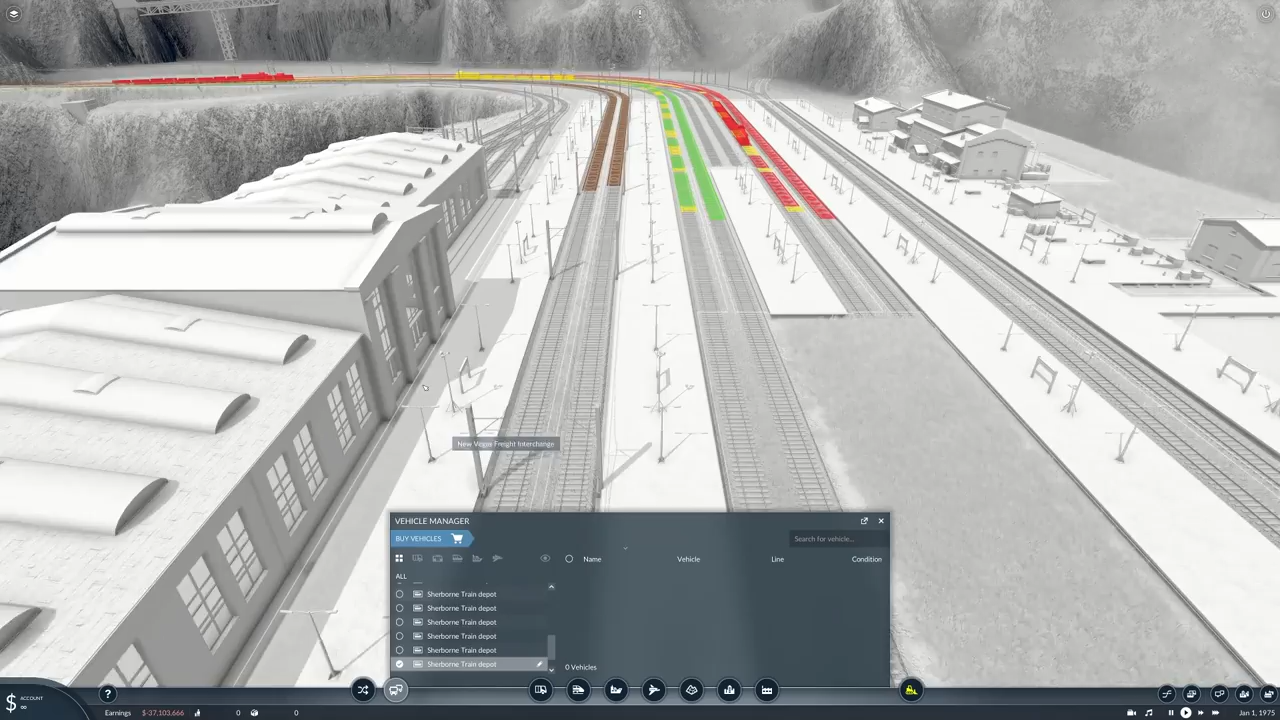 New Vegas Freight Interchange
VEHICLE MANAGER
BUY VEHICLES
Search for vehicle...
Name
Vehicle
Line
Condition
ALL
Sherborne Train depot
Sherborne Train depot
Sherborne Train depot
Sherborne Train depot
Sherborne Train depot
Sherborne Train depot
0 Vehicles
$
ACCOUNT
∞
?
Earnings
$-37,103,666
0
0
Jan 1, 1975